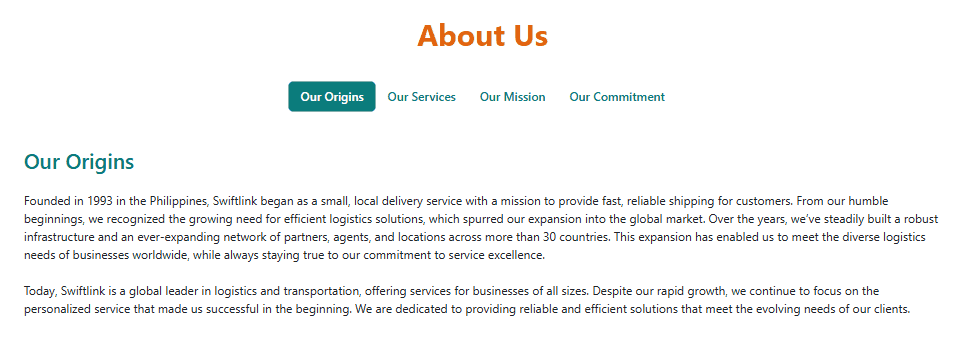 About Us
Our Origins
Our Services
Our Mission
Our Commitment
Our Origins
Founded in 1993 in the Philippines, Swiftlink began as a small, local delivery service with a mission to provide fast, reliable shipping for customers. From our humble
beginnings, we recognized the growing need for efficient logistics solutions, which spurred our expansion into the global market. Over the years, we've steadily built a robust
infrastructure and an ever-expanding network of partners, agents, and locations across more than 30 countries. This expansion has enabled us to meet the diverse logistics
needs of businesses worldwide, while always staying true to our commitment to service excellence.
Today, Swiftlink is a global leader in logistics and transportation, offering services for businesses of all sizes. Despite our rapid growth, we continue to focus on the
personalized service that made us successful in the beginning. We are dedicated to providing reliable and efficient solutions that meet the evolving needs of our clients.